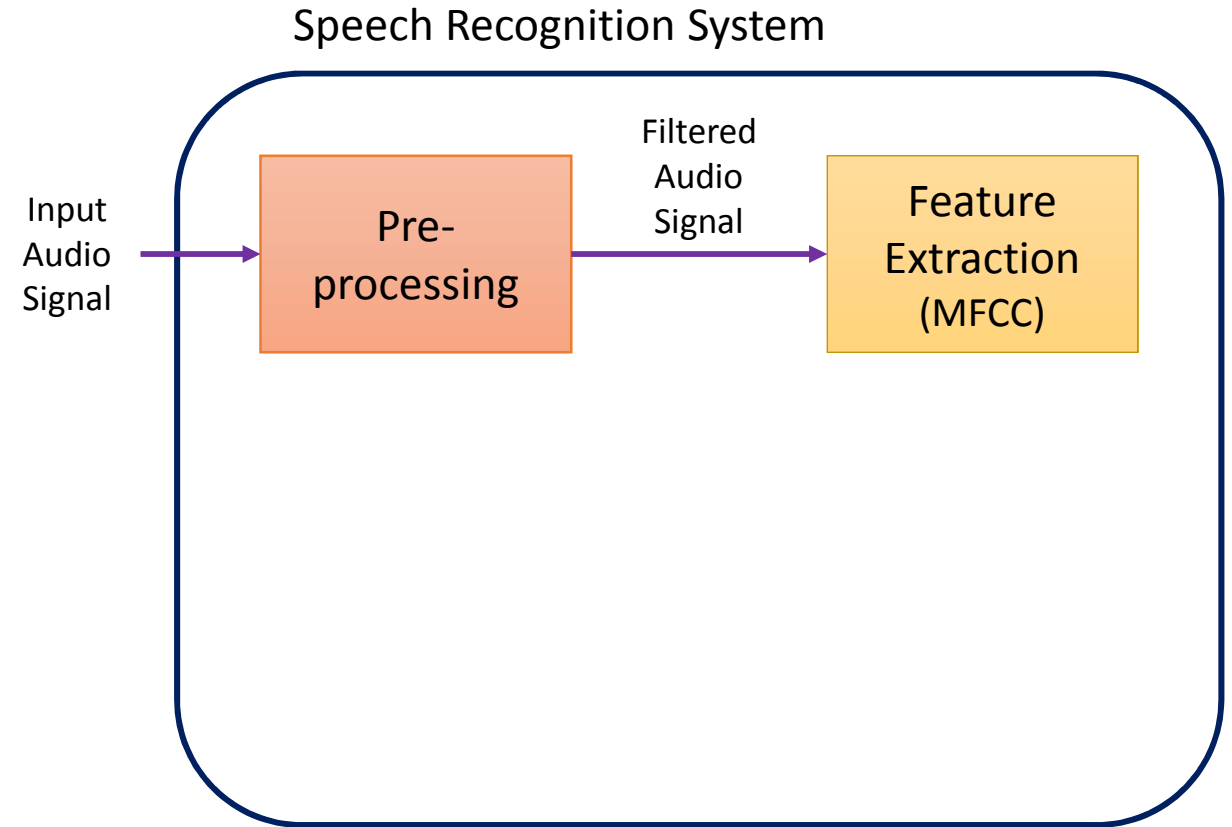 Speech Recognition System
Input
Audio
Signal
Pre-
processing
Filtered
Audio
Signal
Feature
Extraction
(MFCC)